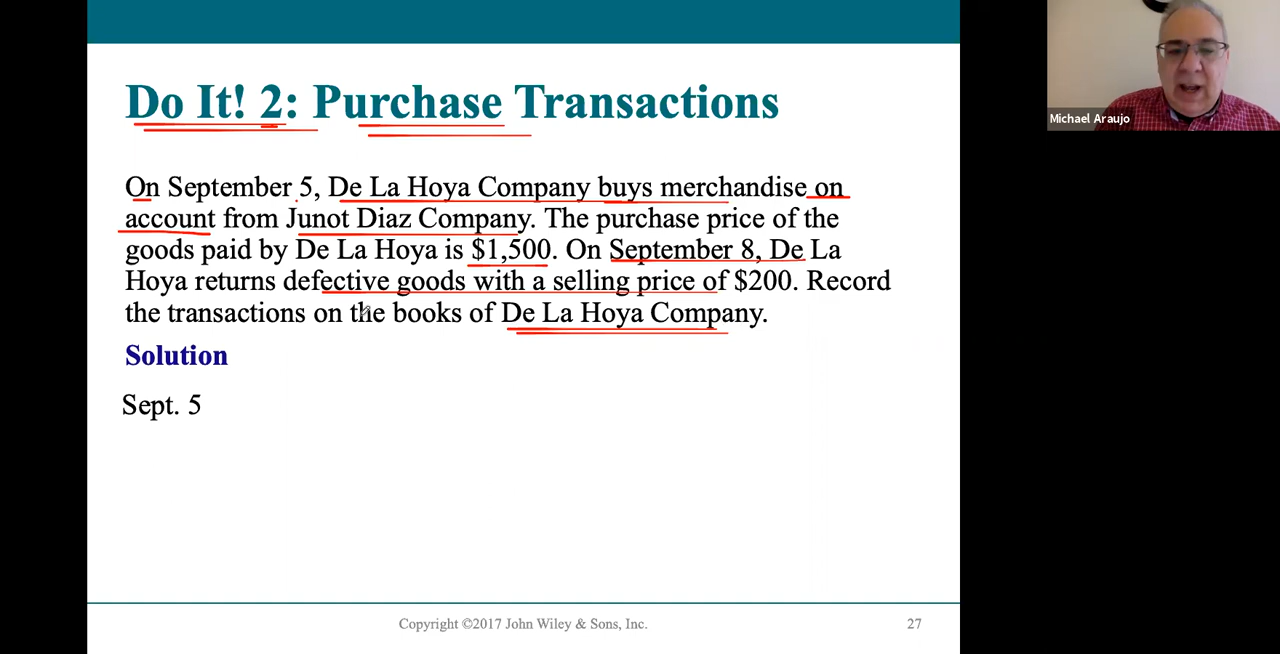 Do It! 2: Purchase Transactions
Michael Araujo
On September 5, De La Hoya Company buys merchandise on
account from Junot Diaz Company. The purchase price of the
goods paid by De La Hoya is $1,500. On September 8, De La
Hoya returns defective goods with a selling price of $200. Record
the transactions on the books of De La Hoya Company.
Solution
Sept. 5
Copyright ©2017 John Wiley & Sons, Inc.
27